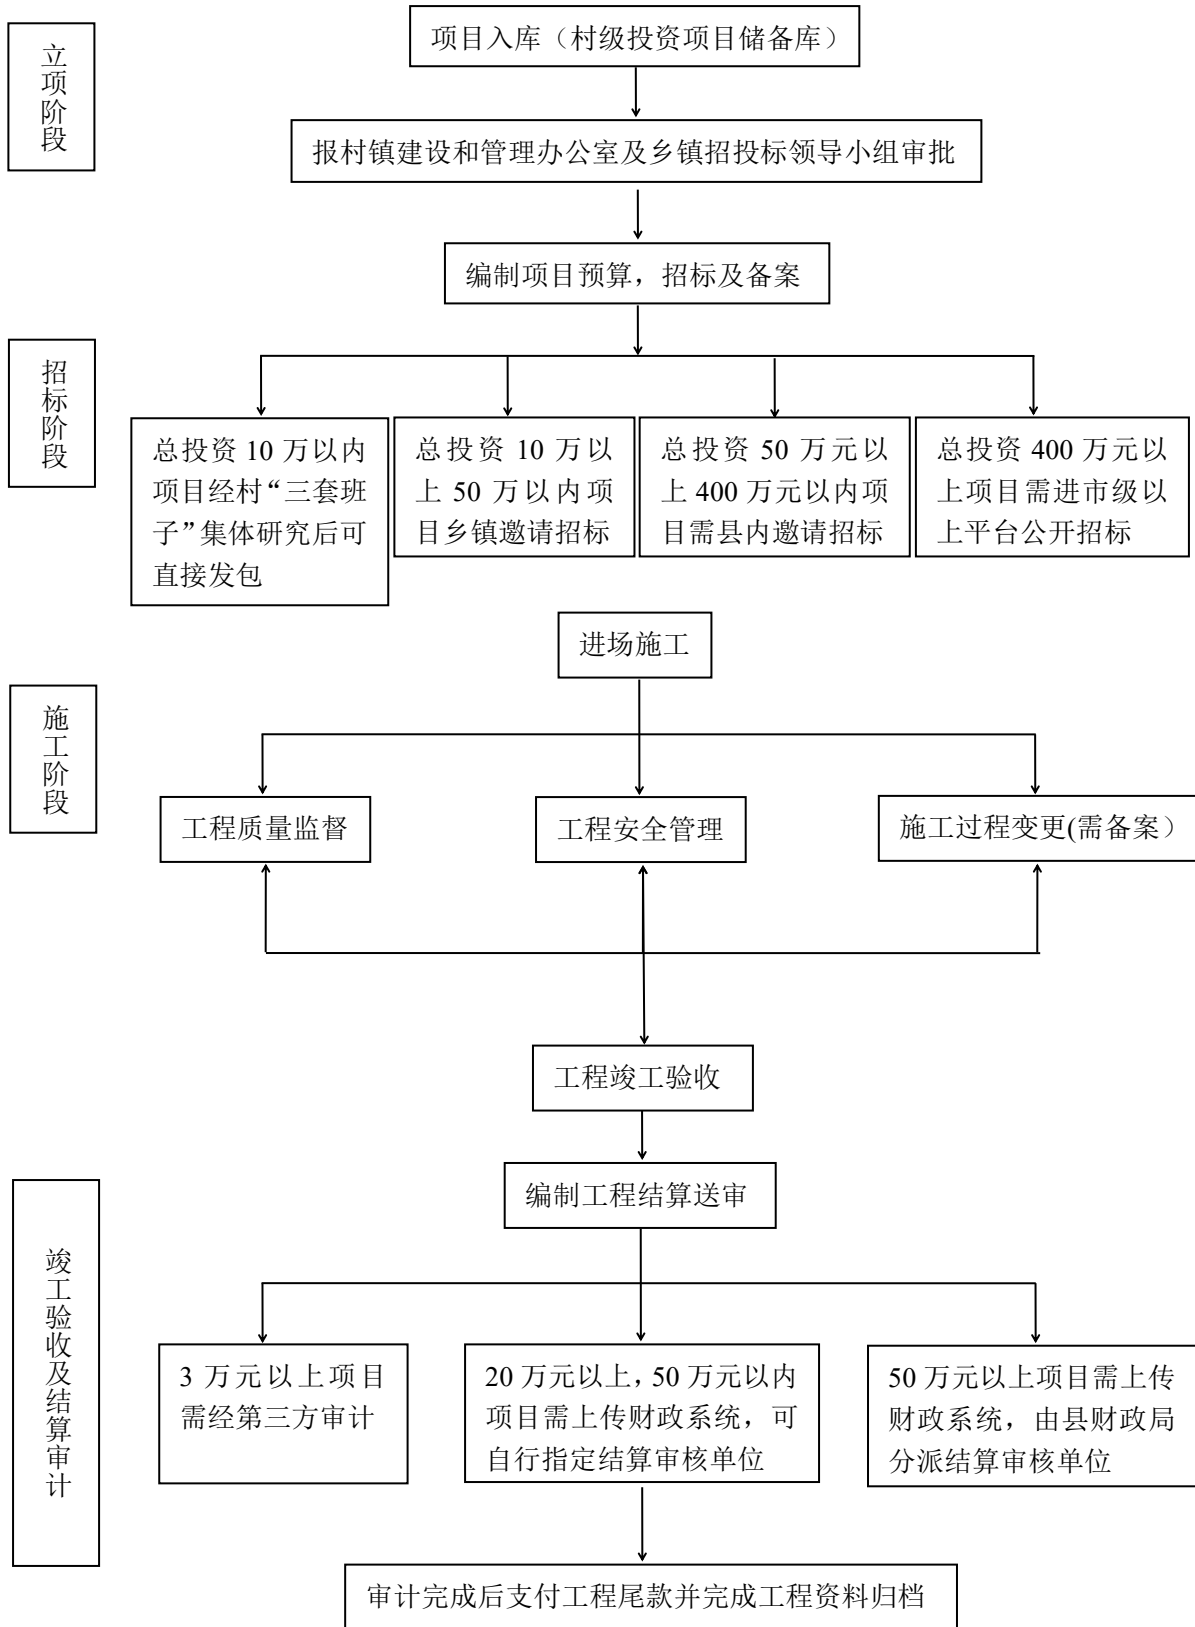 立项阶段
项目入库（村级投资项目储备库）
报村镇建设和管理办公室及乡镇招投标领导小组审批
编制项目预算，招标及备案
招标阶段
总投资 10 万以内
项目经村“三套班
子”集体研究后可
直接发包
总投资 10 万以
上 50 万以内项
目乡镇邀请招标
总投资 50 万元以
上 400 万元以内项
目需县内邀请招标
总投资 400 万元以
上项目需进市级以
上平台公开招标
进场施工
施工阶段
工程质量监督
工程安全管理
施工过程变更(需备案）
工程竣工验收
编制工程结算送审
竣工验收及结算审计
3 万元以上项目
需经第三方审计
20 万元以上，50 万元以内
项目需上传财政系统，可
自行指定结算审核单位
50 万元以上项目需上传
财政系统，由县财政局
分派结算审核单位
审计完成后支付工程尾款并完成工程资料归档